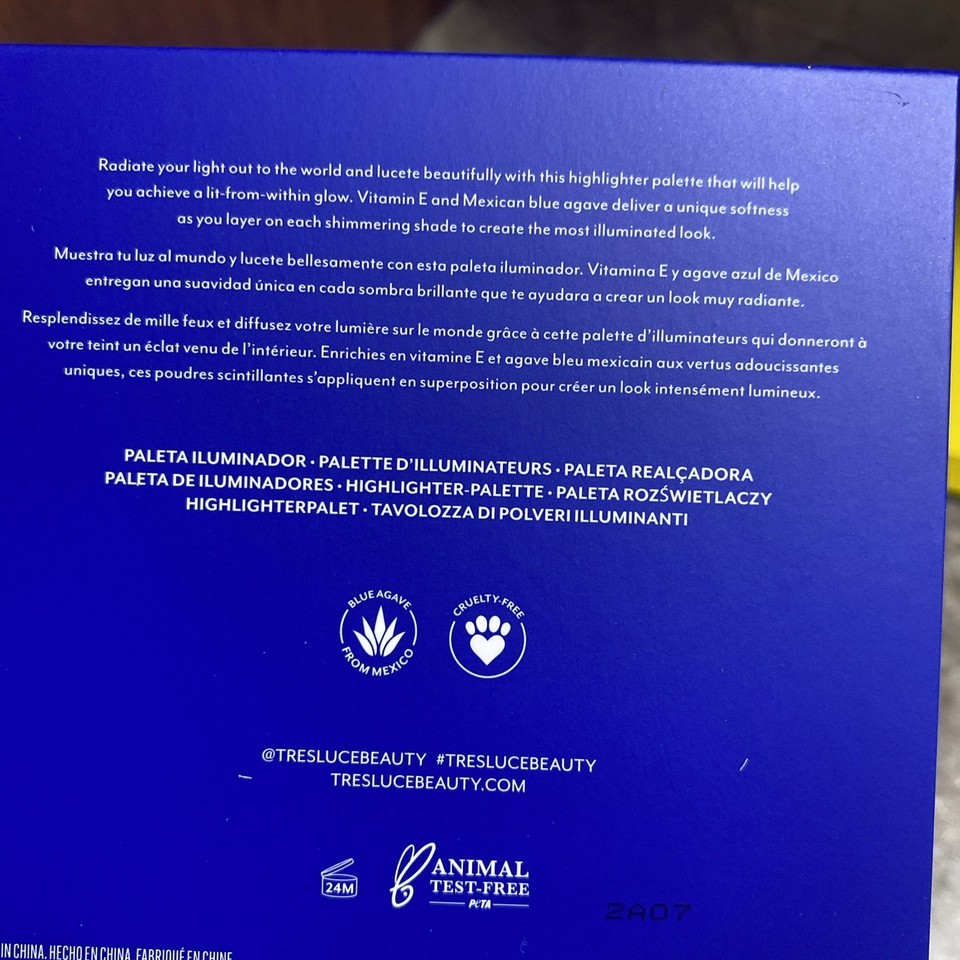 Radiate your light out to the world and lucete beautifully with this highlighter palette that will help
you achieve a lit-from-within glow. Vitamin E and Mexican blue agave deliver a unique softness
as you layer on each shimmering shade to create the most illuminated look.
Muestra tu luz al mundo y lucete bellesamente con esta paleta iluminador. Vitamina E y agave azul de Mexico
entregan una suavidad única en cada sombra brillante que te ayudara a crear un look muy radiante.
Resplendissez de mille feux et diffusez votre lumière sur le monde grâce à cette palette d'illuminateurs qui donneront à
votre teint un éclat venu de l'intérieur. Enrichies en vitamine E et agave bleu mexicain aux vertus adoucissantes
uniques, ces poudres scintillantes s'appliquent en superposition pour créer un look intensément lumineux.
PALETA ILUMINADOR · PALETTE D'ILLUMINATEURS · PALETA REALÇADORA
PALETA DE ILUMINADORES · HIGHLIGHTER-PALETTE · PALETA ROZŚWIETLACZY
HIGHLIGHTERPALET · TAVOLOZZA DI POLVERI ILLUMINANTI
BLUE AGAVE
FROM MEXICO
CRUELTY-FREE
@TRESLUCEBEAUTY #TRESLUCEBEAUTY
TRESLUCEBEAUTY.COM
24M
ANIMAL
TEST-FREE
PETA
2A07
IN CHINA. HECHO EN CHINA. FABRIQUÉ EN CHINE